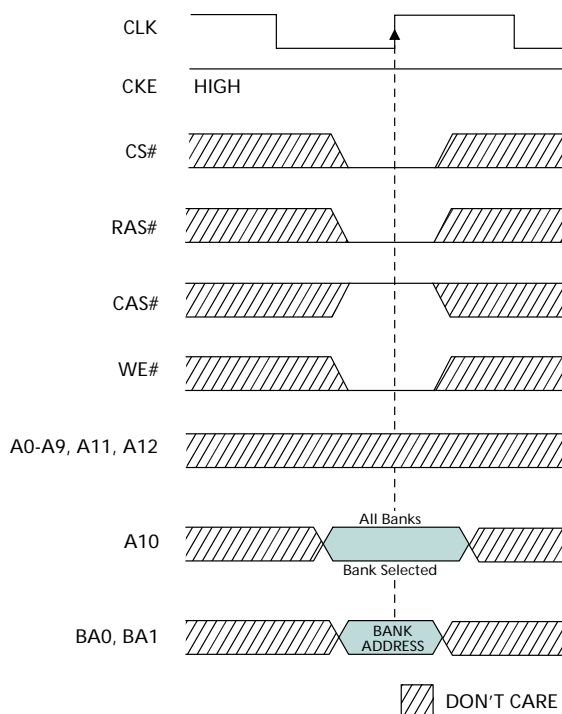 CLK
CKE HIGH
CS#
RAS#
CAS#
WE#
A0-A9, A11, A12
All Banks
A10
Bank Selected
BA0, BA1
BANK
ADDRESS
DON'T CARE